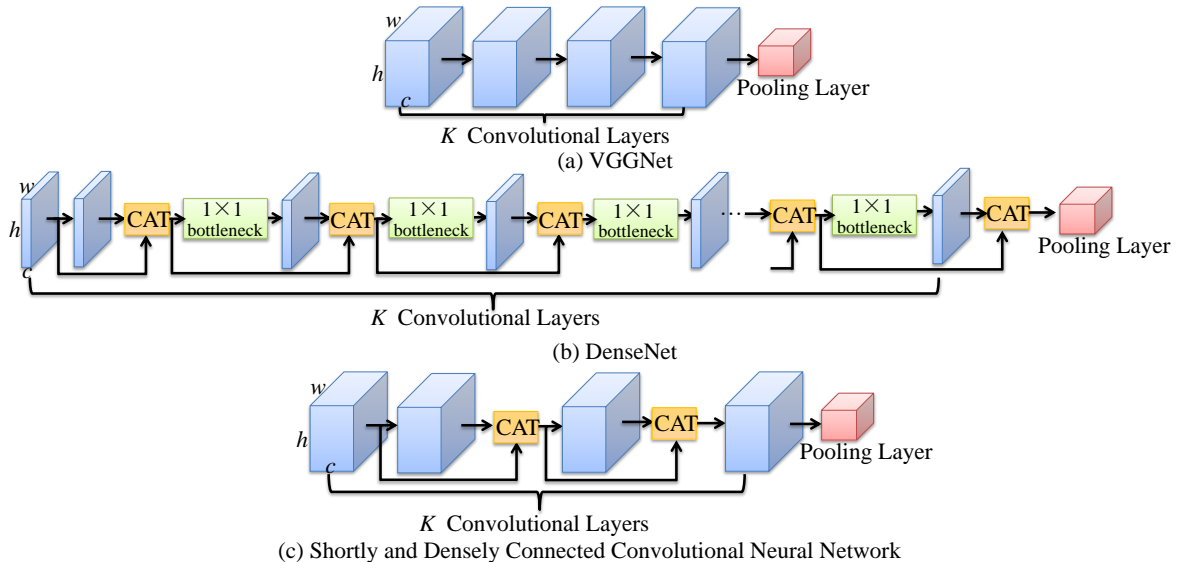 w
h
c
Pooling Layer
K Convolutional Layers
(a) VGGNet
w
h
c
CAT
1×1
bottleneck
CAT
1×1
bottleneck
CAT
1×1
bottleneck
...
CAT
1×1
bottleneck
CAT
Pooling Layer
K Convolutional Layers
(b) DenseNet
w
h
c
CAT
CAT
Pooling Layer
K Convolutional Layers
(c) Shortly and Densely Connected Convolutional Neural Network